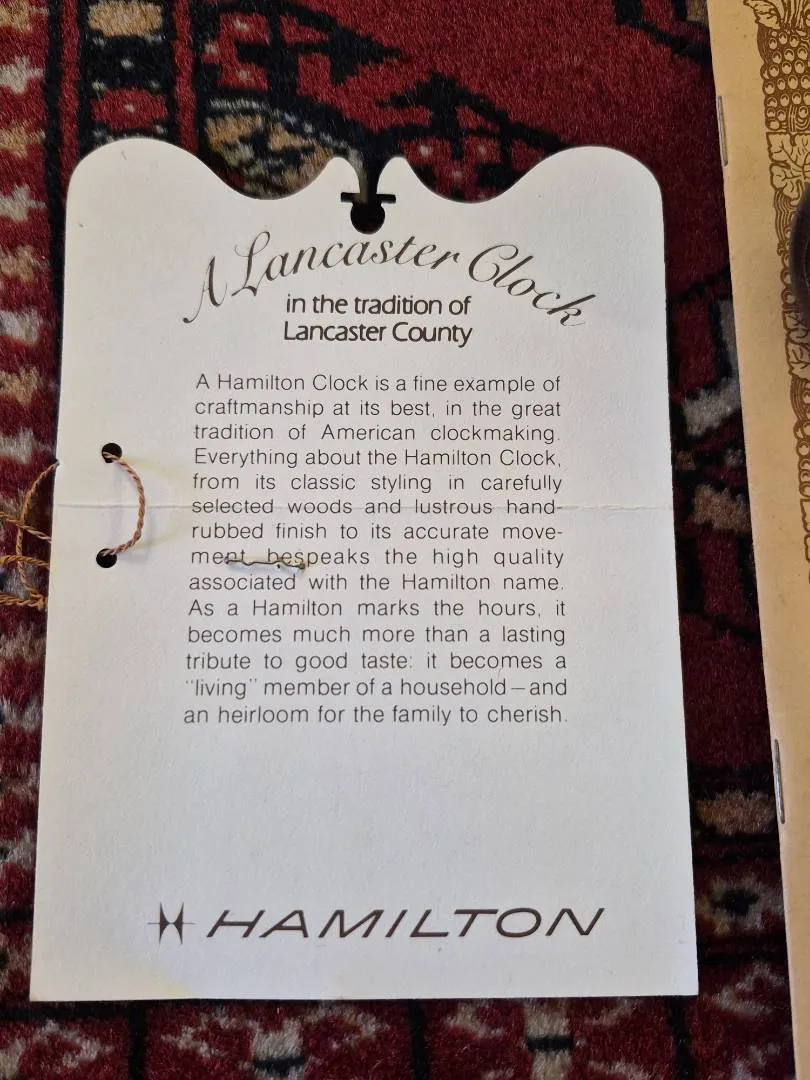 A Lancaster Clock
in the tradition of
Lancaster County
A Hamilton Clock is a fine example of
craftmanship at its best, in the great
tradition of American clockmaking.
Everything about the Hamilton Clock,
from its classic styling in carefully
selected woods and lustrous hand-
rubbed finish to its accurate move-
ment bespeaks the high quality
associated with the Hamilton name.
As a Hamilton marks the hours, it
becomes much more than a lasting
tribute to good taste: it becomes a
"living" member of a household—and
an heirloom for the family to cherish.
HAMILTON